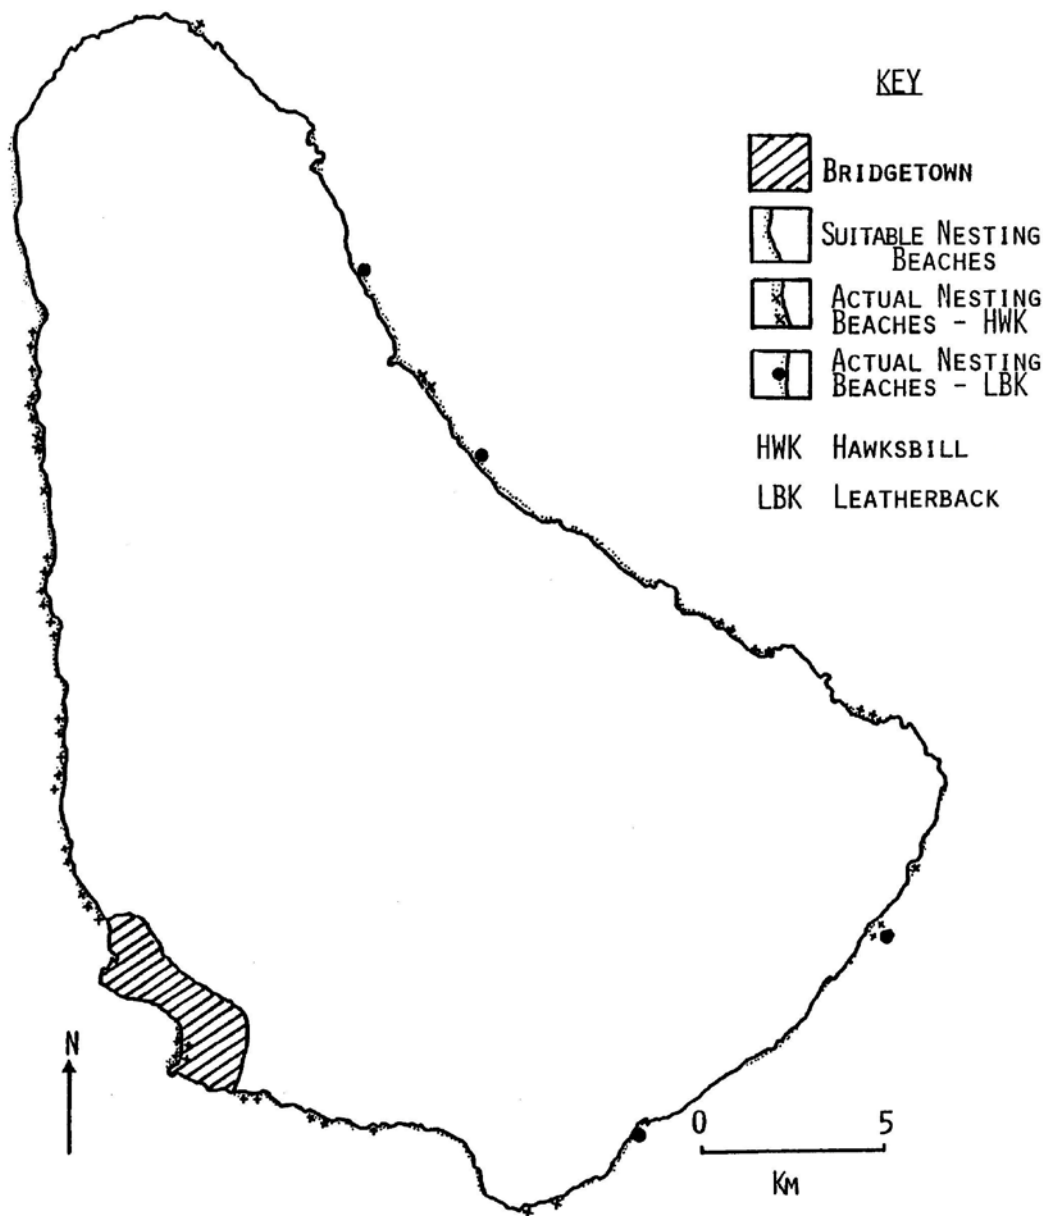 KEY
BRIDGETOWN
SUITABLE NESTING
BEACHES
ACTUAL NESTING
BEACHES - HWK
ACTUAL NESTING
BEACHES - LBK
HWK HAWKSBILL
LBK LEATHERBACK
N
0 5
KM